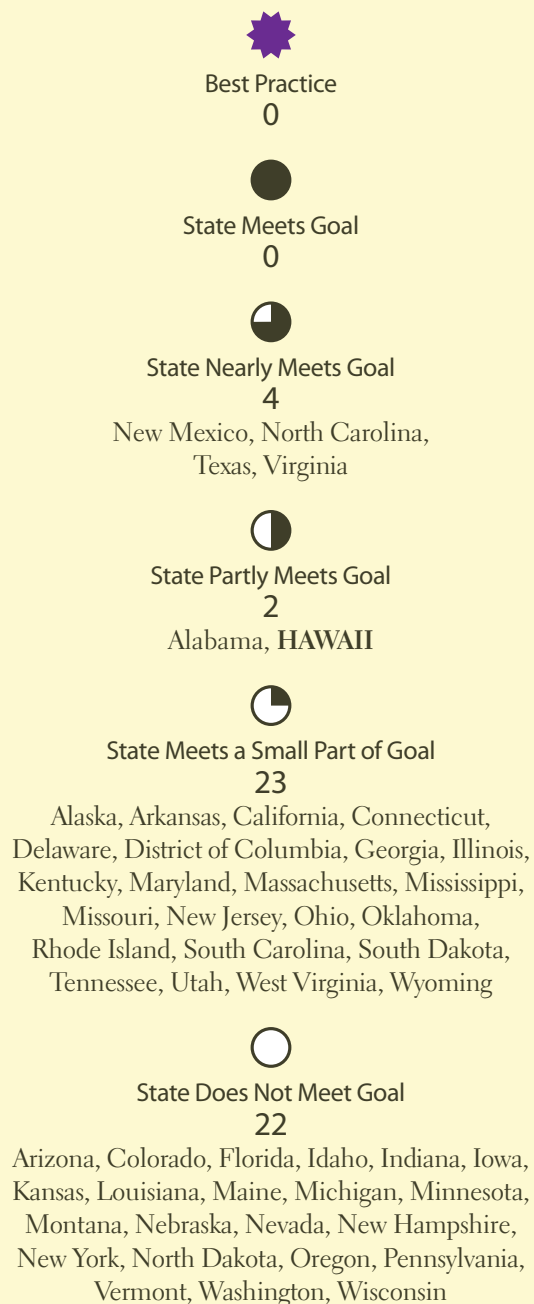 Best Practice
0
State Meets Goal
0
State Nearly Meets Goal
4
New Mexico, North Carolina,
Texas, Virginia
State Partly Meets Goal
2
Alabama, HAWAII
State Meets a Small Part of Goal
23
Alaska, Arkansas, California, Connecticut,
Delaware, District of Columbia, Georgia, Illinois,
Kentucky, Maryland, Massachusetts, Mississippi,
Missouri, New Jersey, Ohio, Oklahoma,
Rhode Island, South Carolina, South Dakota,
Tennessee, Utah, West Virginia, Wyoming
State Does Not Meet Goal
22
Arizona, Colorado, Florida, Idaho, Indiana, Iowa,
Kansas, Louisiana, Maine, Michigan, Minnesota,
Montana, Nebraska, Nevada, New Hampshire,
New York, North Dakota, Oregon, Pennsylvania,
Vermont, Washington, Wisconsin